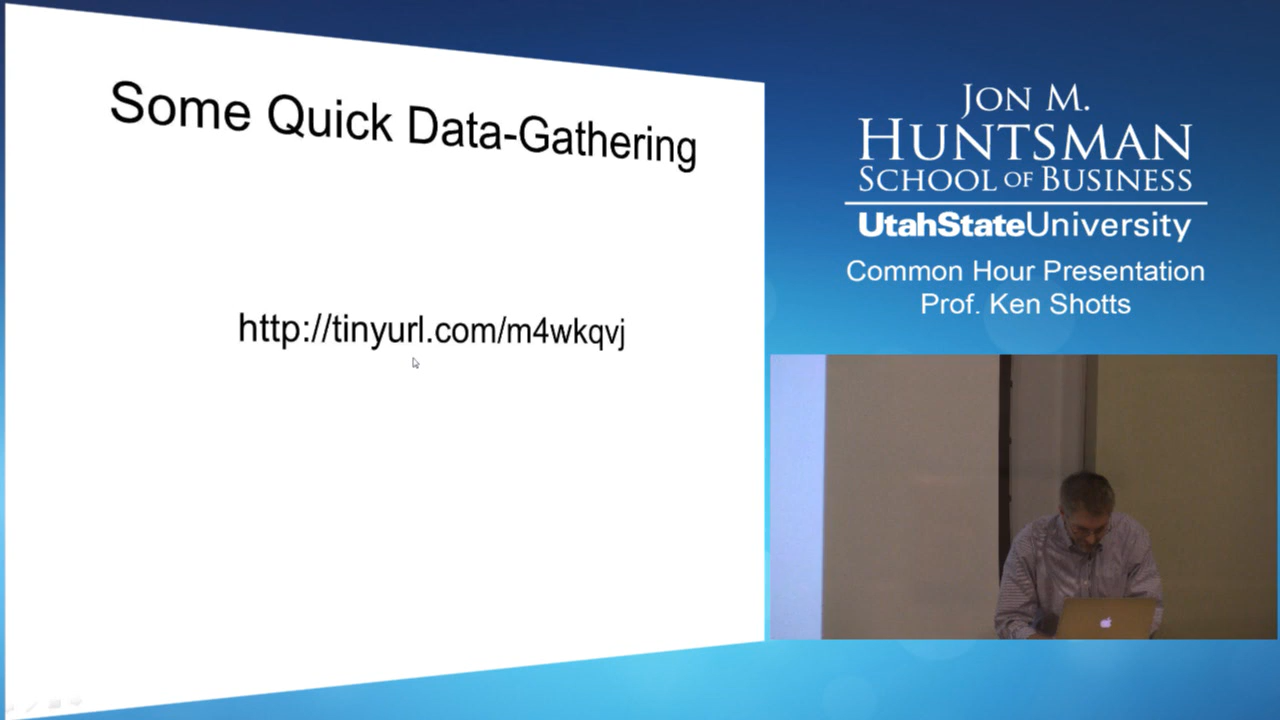 Some Quick Data-Gathering
http://tinyurl.com/m4wkqvj
JON M.
HUNTSMAN
SCHOOL OF BUSINESS
UtahStateUniversity
Common Hour Presentation
Prof. Ken Shotts